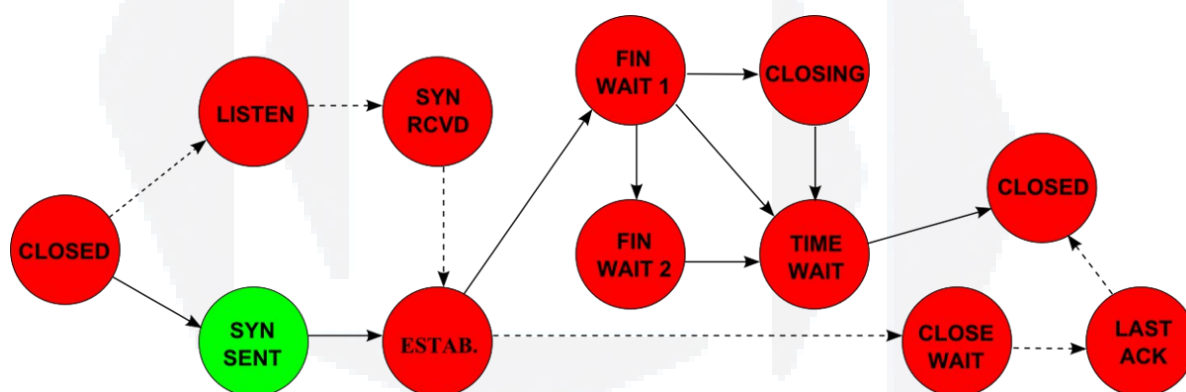 FIN
WAIT 1
CLOSING
LISTEN
SYN
RCVD
CLOSED
CLOSED
FIN
WAIT 2
TIME
WAIT
SYN
SENT
ESTAB.
CLOSE
WAIT
LAST
ACK